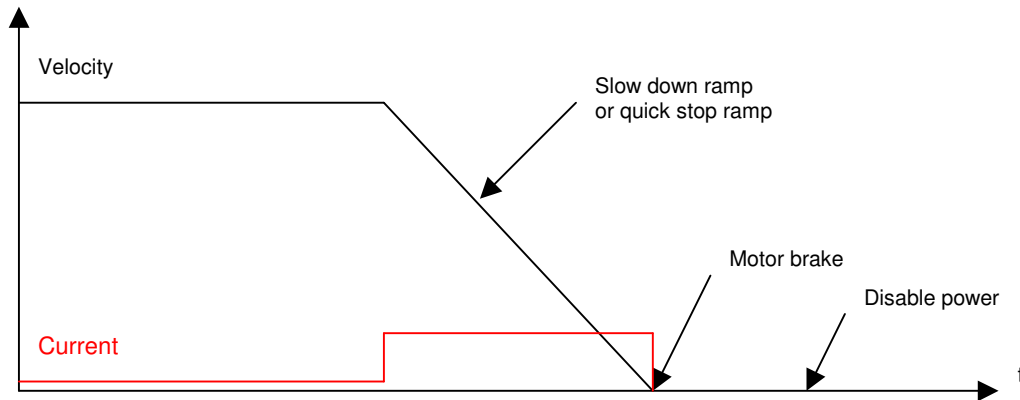 Velocity
Slow down ramp
or quick stop ramp
Motor brake
Disable power
Current
t